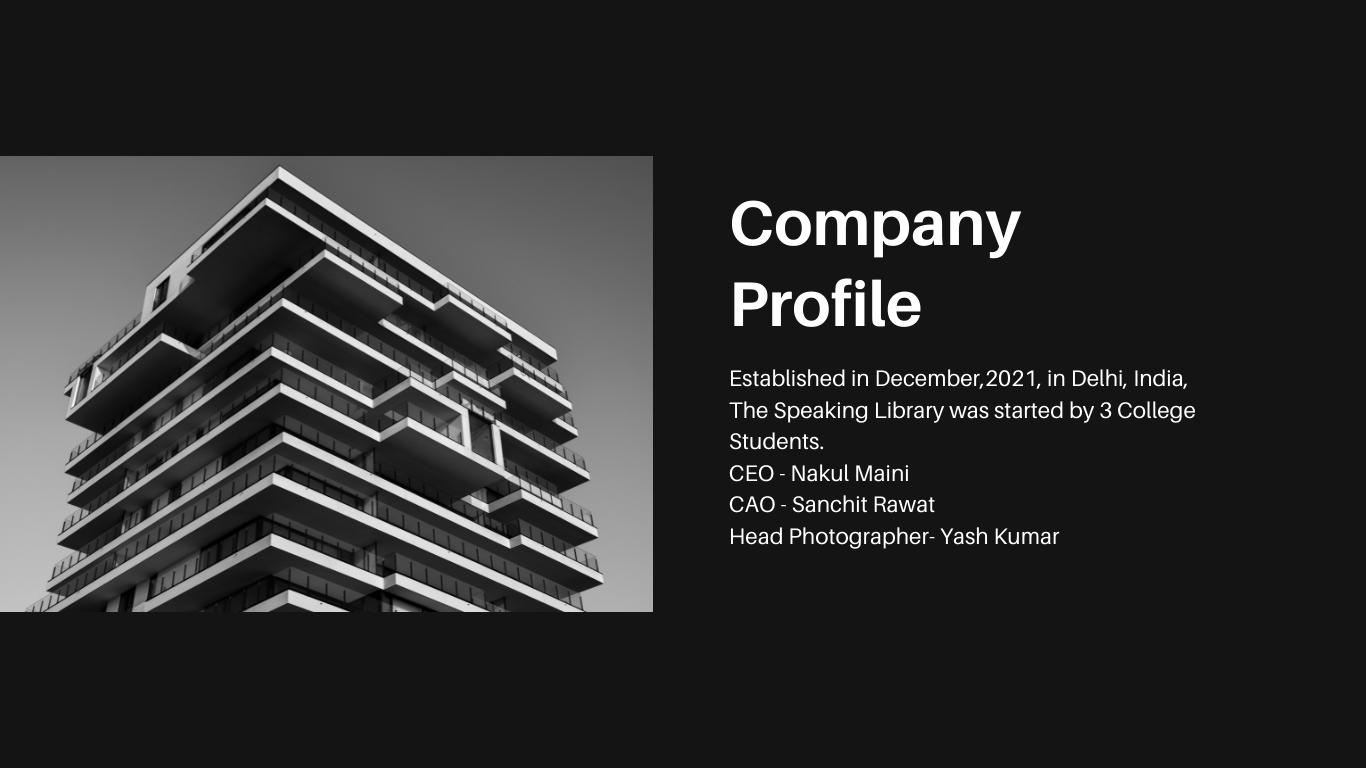 Company
Profile
Established in December,2021, in Delhi, India,
The Speaking Library was started by 3 College
Students.
CEO - Nakul Maini
CAO - Sanchit Rawat
Head Photographer- Yash Kumar